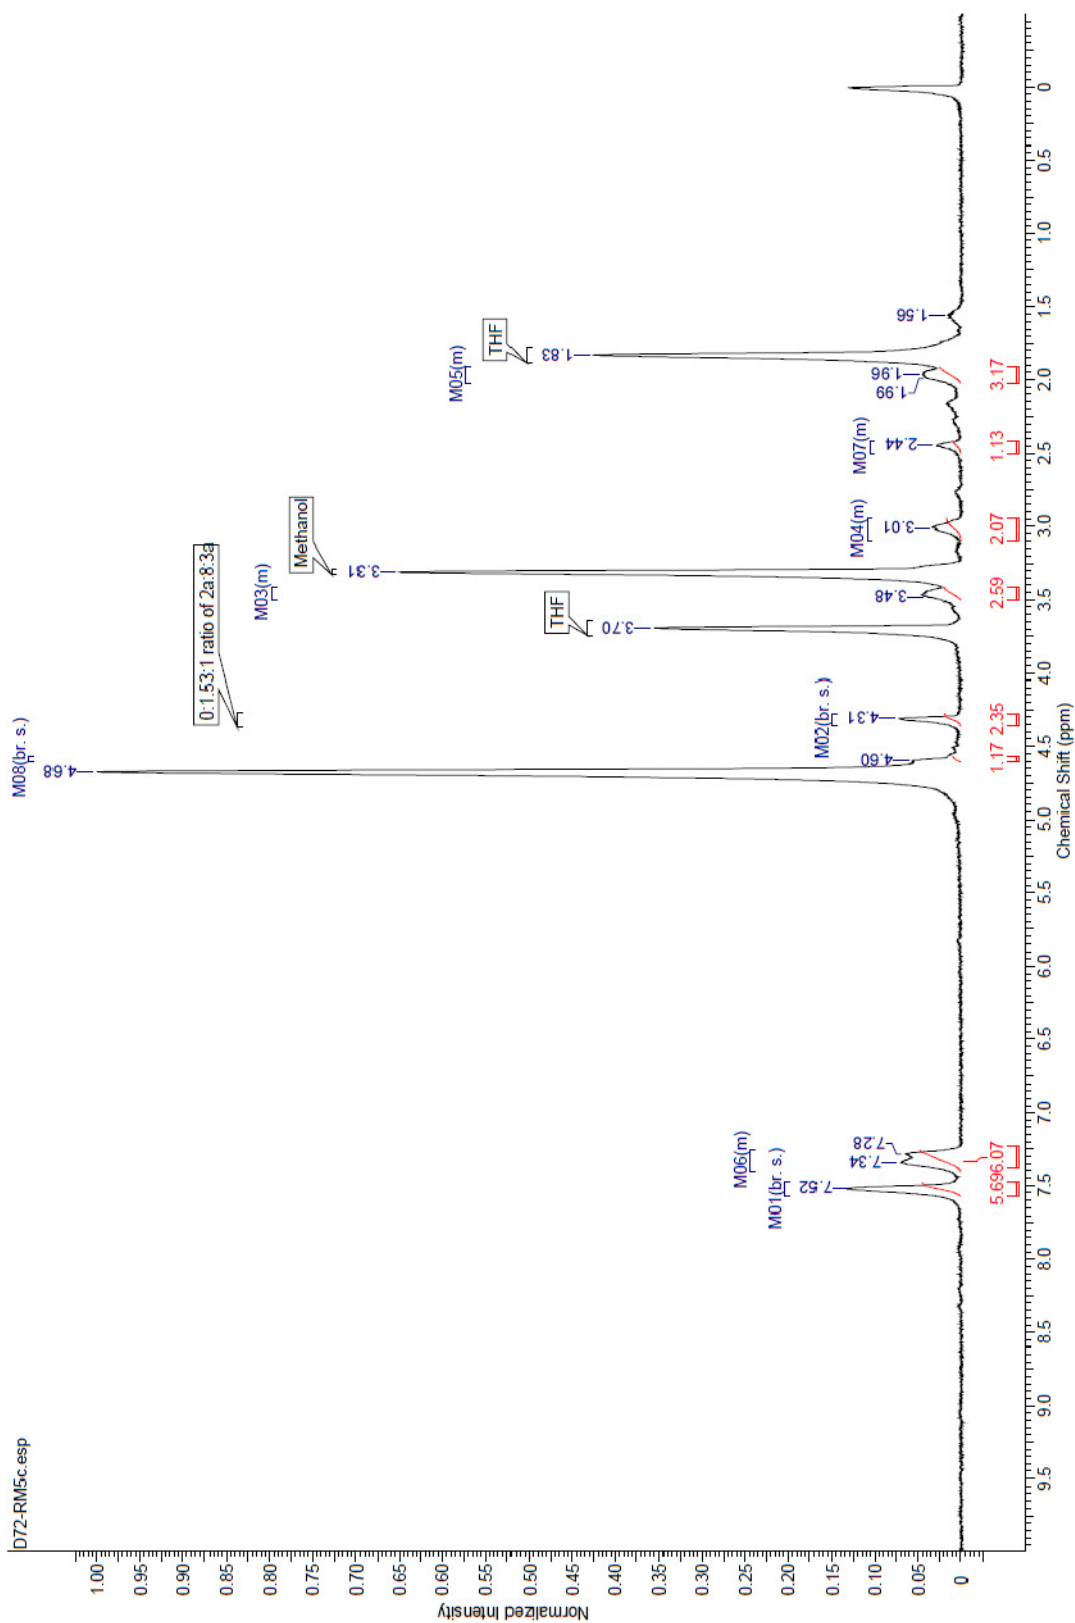 D72-RM5c.esp
M08(br. s.)
4.68
0:1.53:1 ratio of 2a:8:3a
M03(m)
Methanol
3.31
THF
3.70
M05(m)
THF
1.83
M06(m)
M01(br. s.)
7.52
7.34
7.28
M02(br. s.)
4.31
4.60
M04(m)
3.01
3.48
M07(m)
2.44
1.99
1.96
1.56
5.69 6.07 1.17 2.35 2.59 2.07 1.13 3.17
9.5 9.0 8.5 8.0 7.5 7.0 6.5 6.0 5.5 5.0 4.5 4.0 3.5 3.0 2.5 2.0 1.5 1.0 0.5 0
Chemical Shift (ppm)
Normalized Intensity
1.00
0.95
0.90
0.85
0.80
0.75
0.70
0.65
0.60
0.55
0.50
0.45
0.40
0.35
0.30
0.25
0.20
0.15
0.10
0.05
0